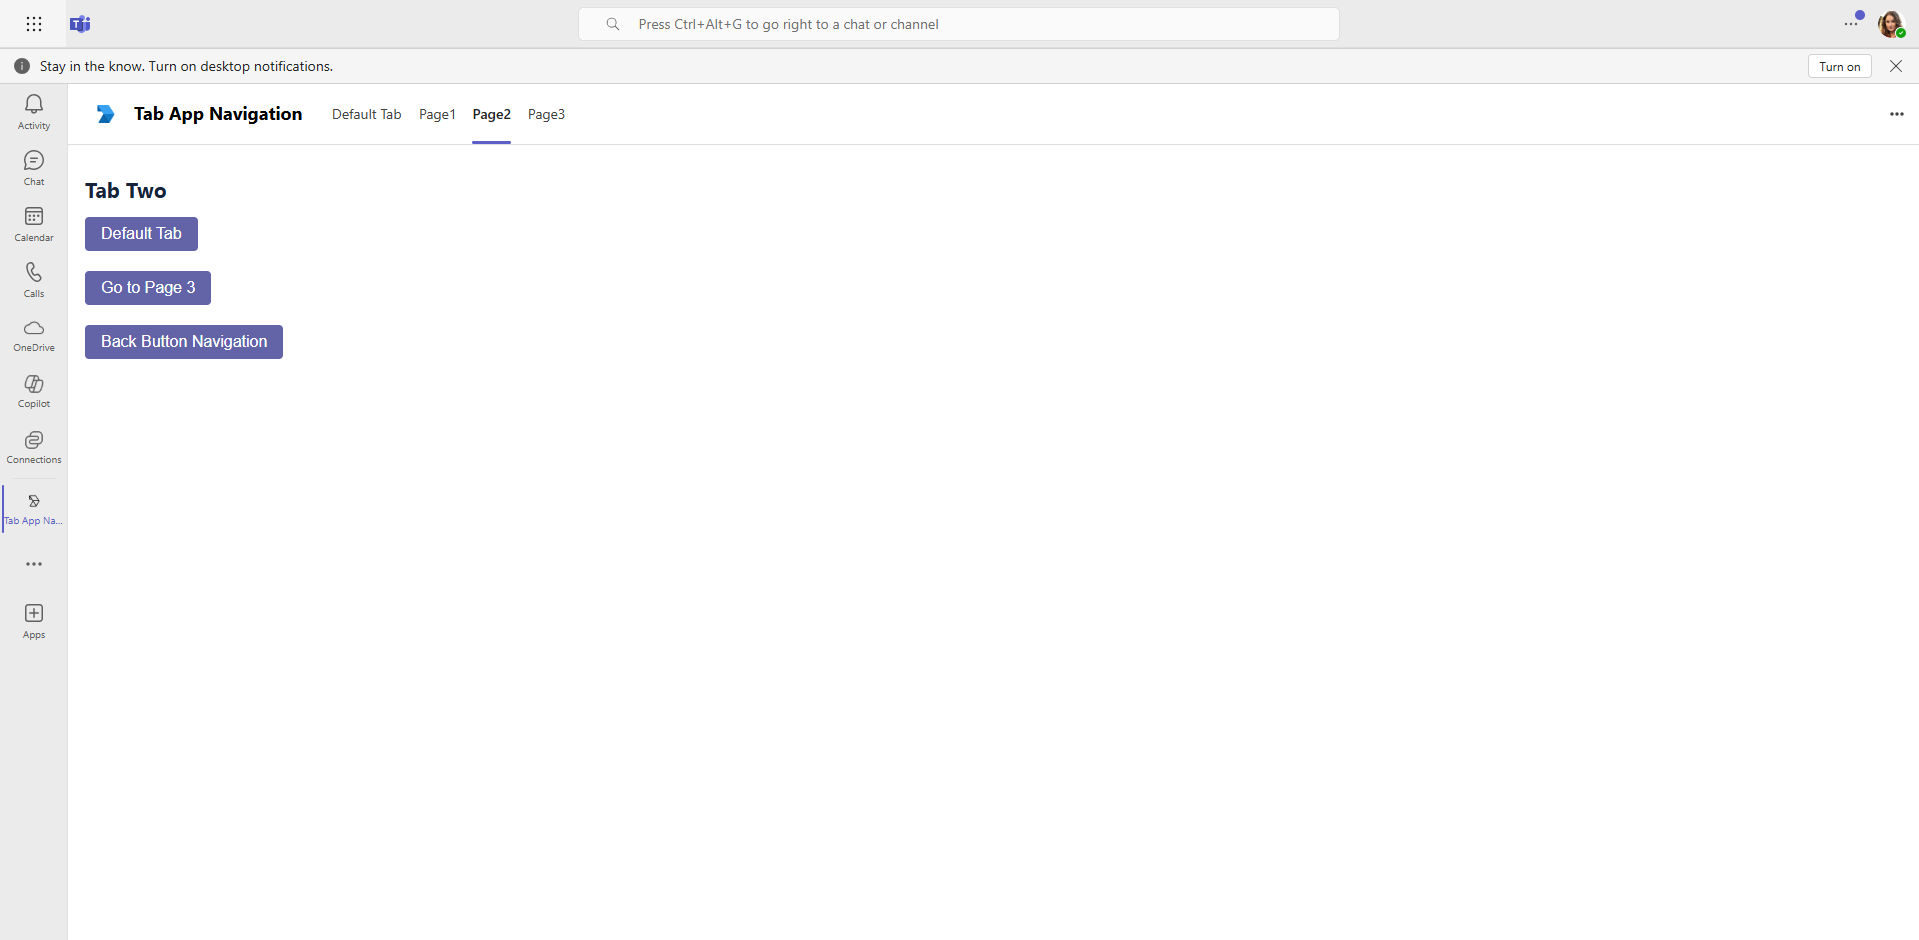 Press Ctrl+Alt+G to go right to a chat or channel
Stay in the know. Turn on desktop notifications.
Turn on
Activity
Chat
Calendar
Calls
OneDrive
Copilot
Connections
Tab App Na...
Apps
Tab App Navigation
Default Tab
Page1
Page2
Page3
Tab Two
Default Tab
Go to Page 3
Back Button Navigation